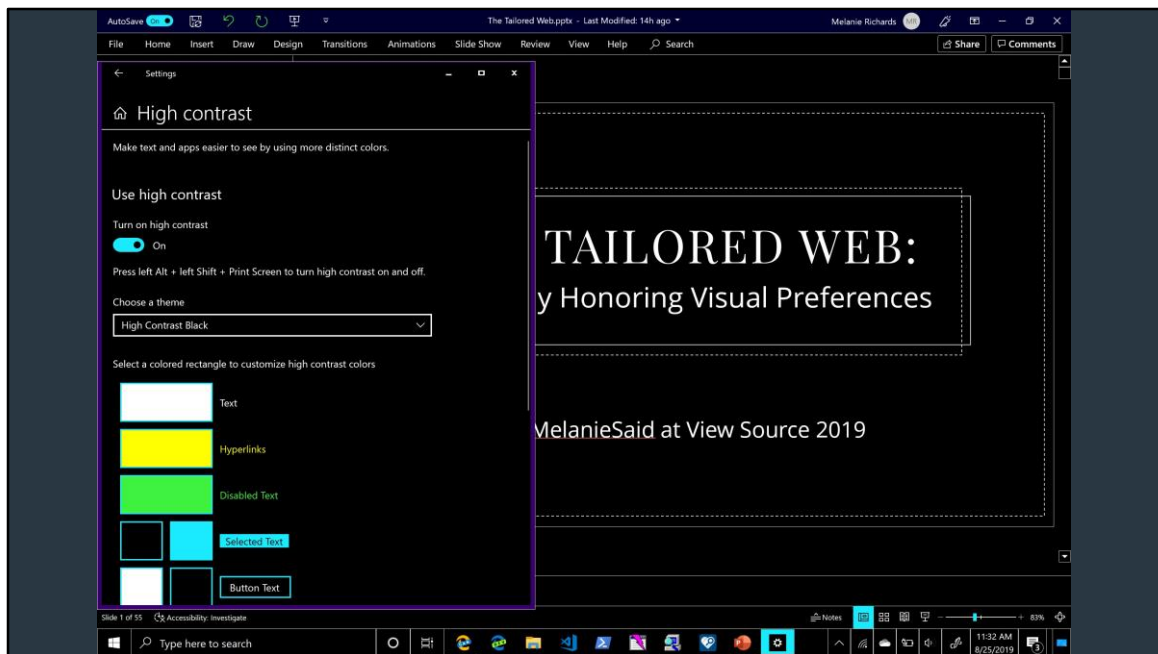 AutoSave On The Tailored Web.pptx - Last Modified: 14h ago Melanie Richards MR
File Home Insert Draw Design Transitions Animations Slide Show Review View Help Search Share Comments
Settings
High contrast
Make text and apps easier to see by using more distinct colors.
Use high contrast
Turn on high contrast
On
Press left Alt + left Shift + Print Screen to turn high contrast on and off.
Choose a theme
High Contrast Black
Select a colored rectangle to customize high contrast colors
Text
Hyperlinks
Disabled Text
Selected Text
Button Text
TAILORED WEB:
y Honoring Visual Preferences
MelanieSaid at View Source 2019
Slide 1 of 55 Accessibility: Investigate Notes 83%
Type here to search 11:32 AM
8/25/2019 3